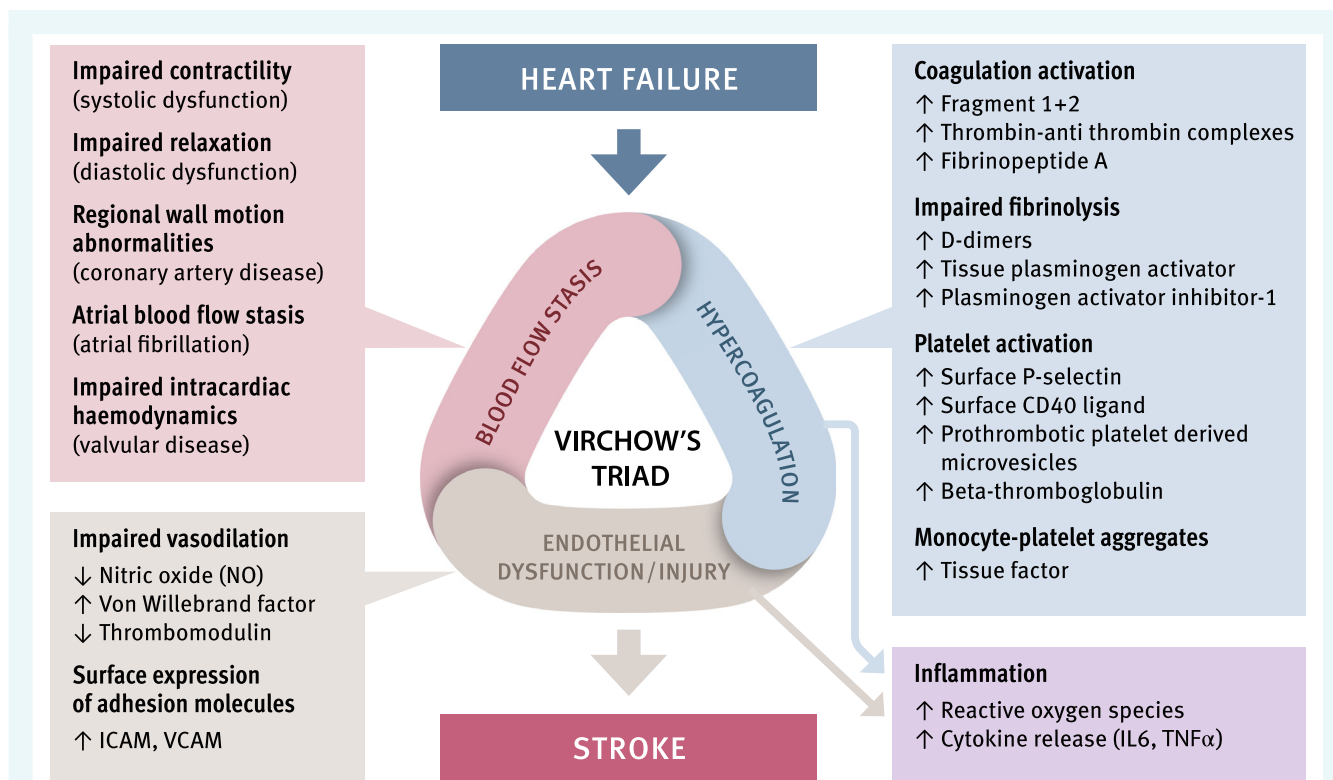 HEART FAILURE
Impaired contractility
(systolic dysfunction)
Impaired relaxation
(diastolic dysfunction)
Regional wall motion
abnormalities
(coronary artery disease)
Atrial blood flow stasis
(atrial fibrillation)
Impaired intracardiac
haemodynamics
(valvular disease)
Impaired vasodilation
↓ Nitric oxide (NO)
↑ Von Willebrand factor
↓ Thrombomodulin
Surface expression
of adhesion molecules
↑ ICAM, VCAM
BLOOD FLOW STASIS
HYPERCOAGULATION
VIRCHOW'S
TRIAD
ENDOTHELIAL
DYSFUNCTION/INJURY
STROKE
Coagulation activation
↑ Fragment 1+2
↑ Thrombin-anti thrombin complexes
↑ Fibrinopeptide A
Impaired fibrinolysis
↑ D-dimers
↑ Tissue plasminogen activator
↑ Plasminogen activator inhibitor-1
Platelet activation
↑ Surface P-selectin
↑ Surface CD40 ligand
↑ Prothrombotic platelet derived
microvesicles
↑ Beta-thromboglobulin
Monocyte-platelet aggregates
↑ Tissue factor
Inflammation
↑ Reactive oxygen species
↑ Cytokine release (IL6, TNFα)